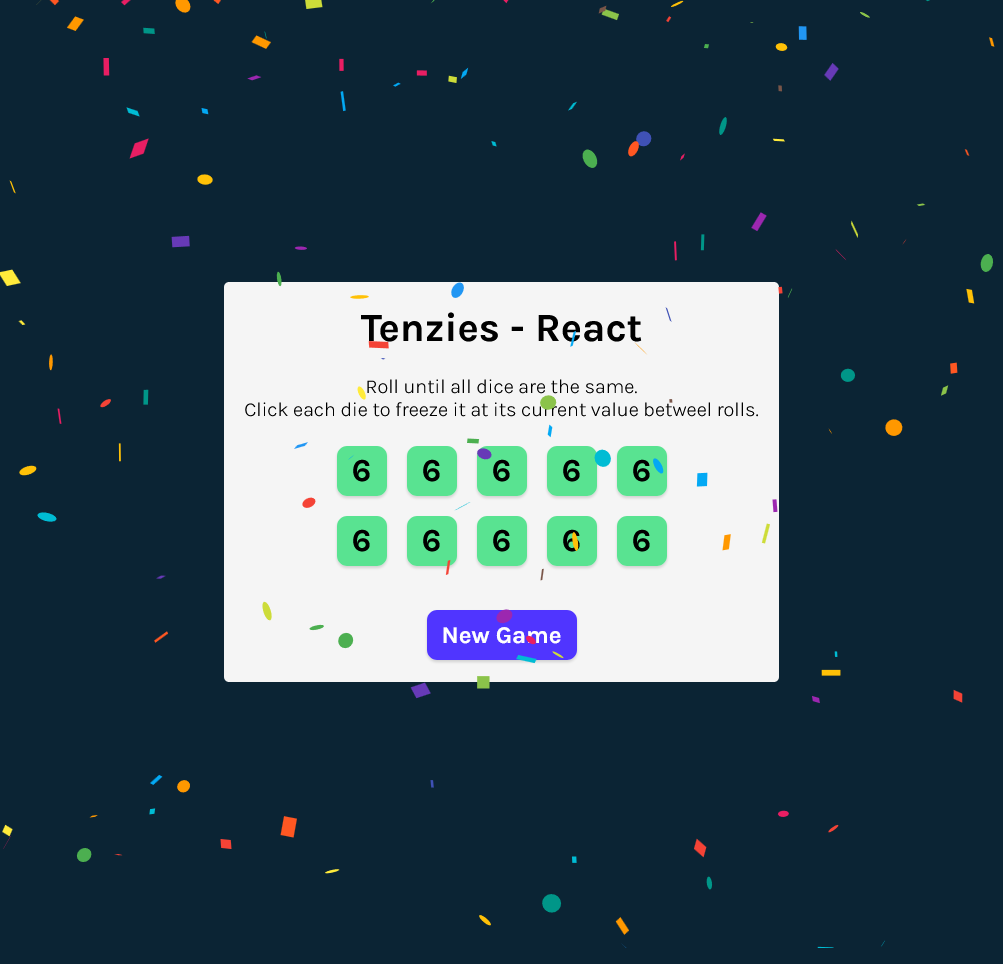 Tenzies - React
Roll until all dice are the same.
Click each die to freeze it at its current value betweel rolls.
6 6 6 6 6
6 6 6 6 6
New Game